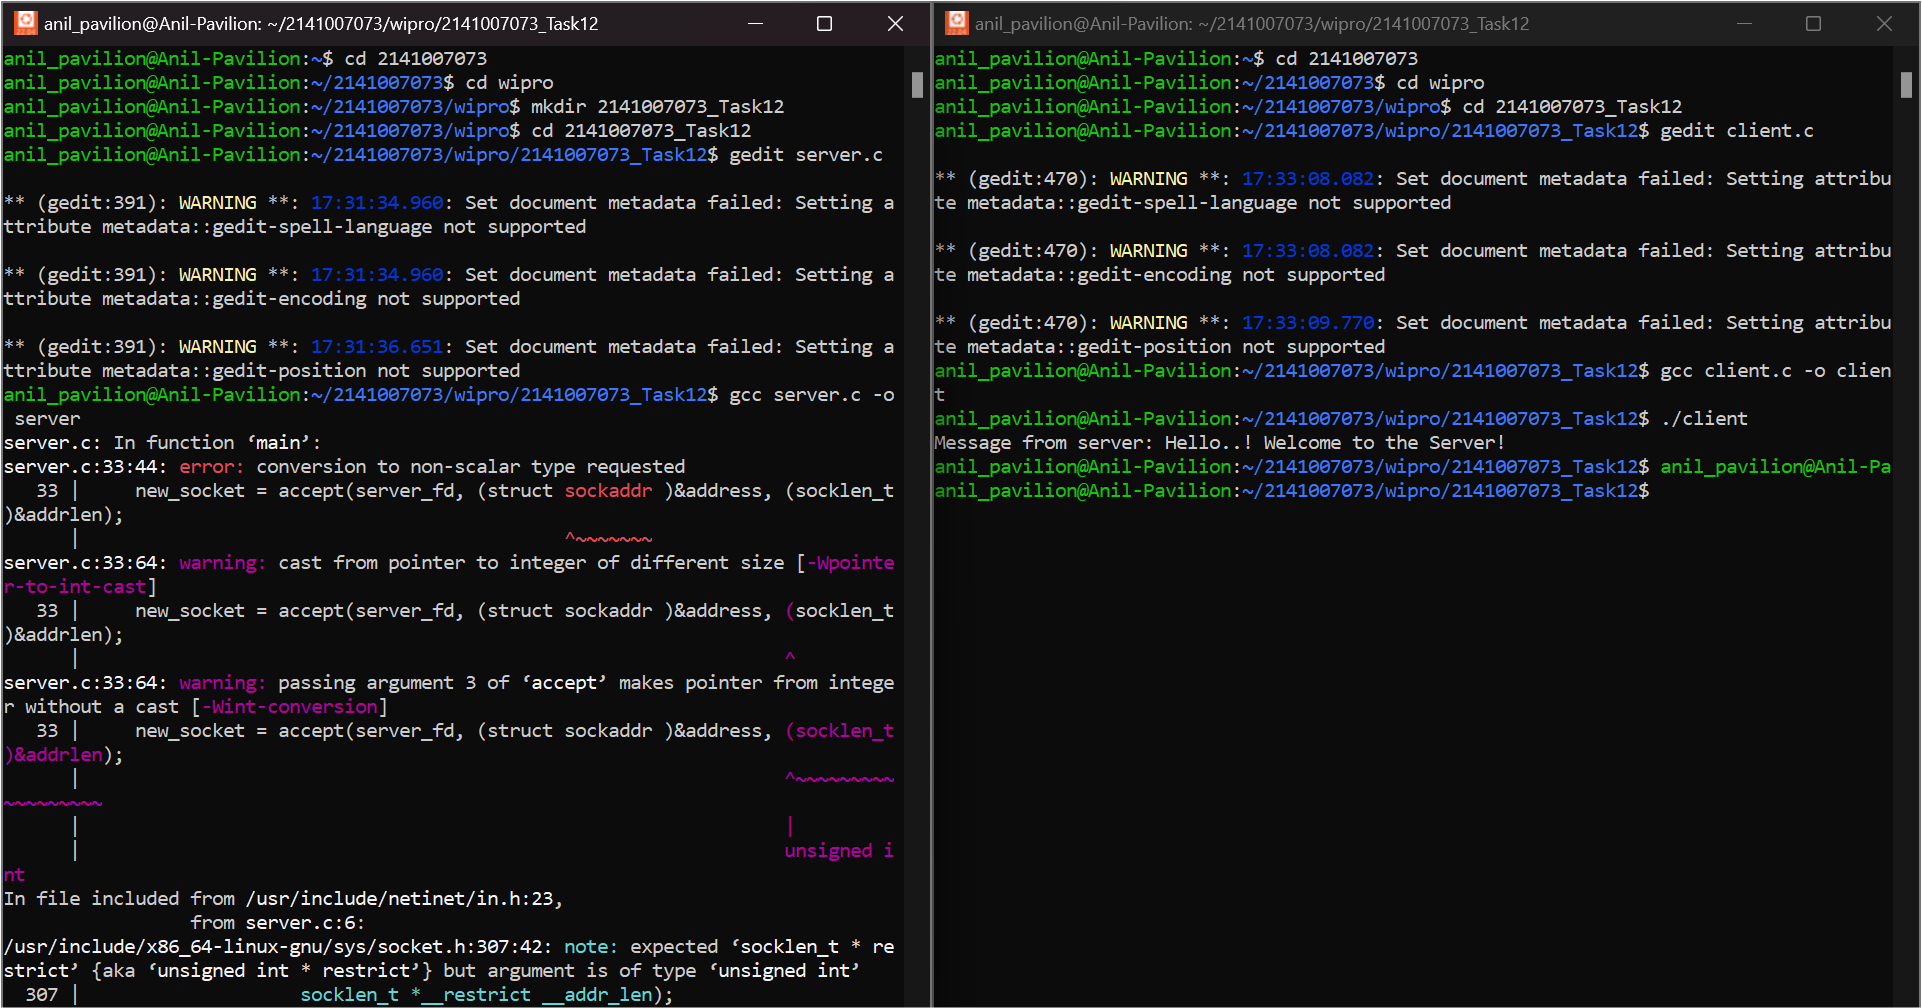 anil_pavilion@Anil-Pavilion: ~/2141007073/wipro/2141007073_Task12
anil_pavilion@Anil-Pavilion:~$ cd 2141007073
anil_pavilion@Anil-Pavilion:~/2141007073$ cd wipro
anil_pavilion@Anil-Pavilion:~/2141007073/wipro$ mkdir 2141007073_Task12
anil_pavilion@Anil-Pavilion:~/2141007073/wipro$ cd 2141007073_Task12
anil_pavilion@Anil-Pavilion:~/2141007073/wipro/2141007073_Task12$ gedit server.c
** (gedit:391): WARNING **: 17:31:34.960: Set document metadata failed: Setting a
ttribute metadata::gedit-spell-language not supported
** (gedit:391): WARNING **: 17:31:34.960: Set document metadata failed: Setting a
ttribute metadata::gedit-encoding not supported
** (gedit:391): WARNING **: 17:31:36.651: Set document metadata failed: Setting a
ttribute metadata::gedit-position not supported
anil_pavilion@Anil-Pavilion:~/2141007073/wipro/2141007073_Task12$ gcc server.c -o
 server
server.c: In function ‘main’:
server.c:33:44: error: conversion to non-scalar type requested
   33 |     new_socket = accept(server_fd, (struct sockaddr )&address, (socklen_t
)&addrlen);
      |                                            ^~~~~~~~
server.c:33:64: warning: cast from pointer to integer of different size [-Wpointe
r-to-int-cast]
   33 |     new_socket = accept(server_fd, (struct sockaddr )&address, (socklen_t
)&addrlen);
      |                                                                ^
server.c:33:64: warning: passing argument 3 of ‘accept’ makes pointer from intege
r without a cast [-Wint-conversion]
   33 |     new_socket = accept(server_fd, (struct sockaddr )&address, (socklen_t
)&addrlen);
      |                                                                ^~~~~~~~~~
~~~~~~~~~
      |                                                                |
      |                                                                unsigned i
nt
In file included from /usr/include/netinet/in.h:23,
                 from server.c:6:
/usr/include/x86_64-linux-gnu/sys/socket.h:307:42: note: expected ‘socklen_t * re
strict’ {aka ‘unsigned int * restrict’} but argument is of type ‘unsigned int’
  307 |                    socklen_t *__restrict __addr_len);
anil_pavilion@Anil-Pavilion: ~/2141007073/wipro/2141007073_Task12
anil_pavilion@Anil-Pavilion:~$ cd 2141007073
anil_pavilion@Anil-Pavilion:~/2141007073$ cd wipro
anil_pavilion@Anil-Pavilion:~/2141007073/wipro$ cd 2141007073_Task12
anil_pavilion@Anil-Pavilion:~/2141007073/wipro/2141007073_Task12$ gedit client.c
** (gedit:470): WARNING **: 17:33:08.082: Set document metadata failed: Setting attribu
te metadata::gedit-spell-language not supported
** (gedit:470): WARNING **: 17:33:08.082: Set document metadata failed: Setting attribu
te metadata::gedit-encoding not supported
** (gedit:470): WARNING **: 17:33:09.770: Set document metadata failed: Setting attribu
te metadata::gedit-position not supported
anil_pavilion@Anil-Pavilion:~/2141007073/wipro/2141007073_Task12$ gcc client.c -o clien
t
anil_pavilion@Anil-Pavilion:~/2141007073/wipro/2141007073_Task12$ ./client
Message from server: Hello..! Welcome to the Server!
anil_pavilion@Anil-Pavilion:~/2141007073/wipro/2141007073_Task12$ anil_pavilion@Anil-Pa
anil_pavilion@Anil-Pavilion:~/2141007073/wipro/2141007073_Task12$